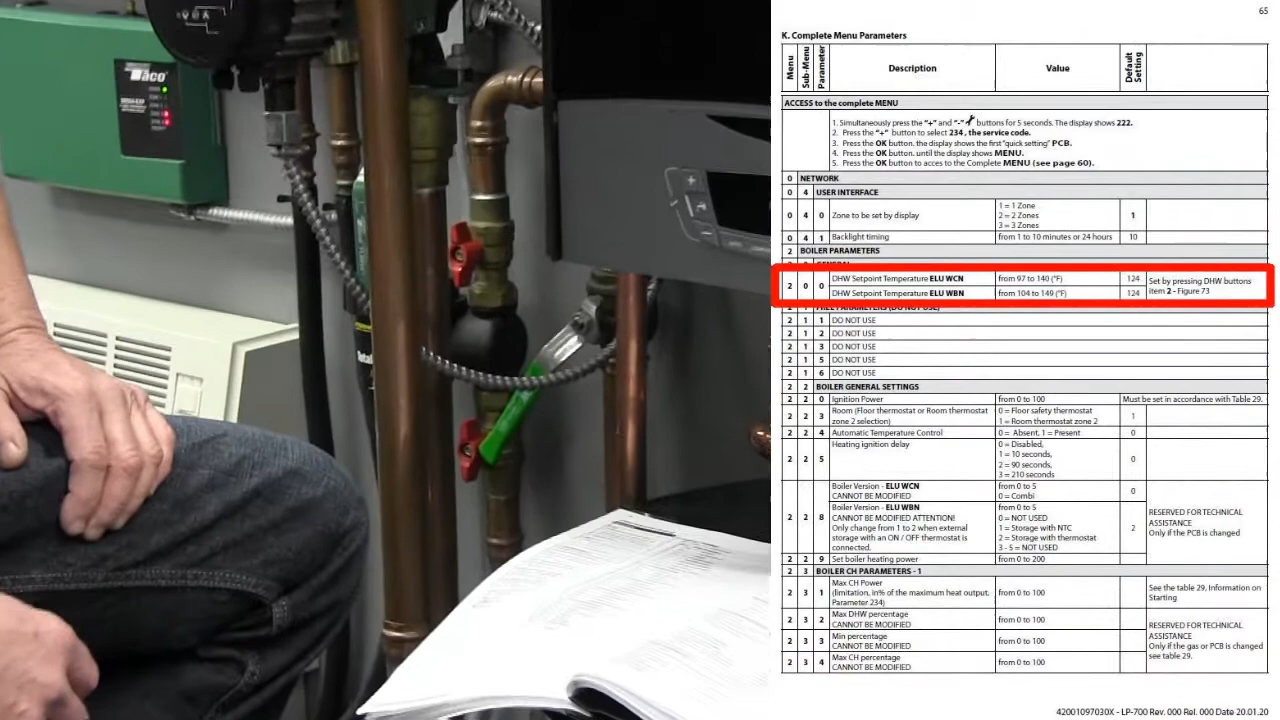 Taco
65
K. Complete Menu Parameters
Menu
Sub-Menu
Parameter
Description
Value
Default
Setting
ACCESS to the complete MENU
1. Simultaneously press the "+" and "-" buttons for 5 seconds. The display shows 222.
2. Press the "+" button to select 234, the service code.
3. Press the OK button. the display shows the first "quick setting" PCB.
4. Press the OK button. until the display shows MENU.
5. Press the OK button to acces to the Complete MENU (see page 60).
0 NETWORK
0 4 USER INTERFACE
0 4 0 Zone to be set by display
1 = 1 Zone
2 = 2 Zones
3 = 3 Zones
1
0 4 1 Backlight timing from 1 to 10 minutes or 24 hours 10
2 BOILER PARAMETERS
2 0 GENERAL
2 0 0
DHW Setpoint Temperature ELU WCN from 97 to 140 (°F) 124
DHW Setpoint Temperature ELU WBN from 104 to 149 (°F) 124
Set by pressing DHW buttons
item 2 - Figure 73
2 1 FREE PARAMETERS (DO NOT USE)
2 1 1 DO NOT USE
2 1 2 DO NOT USE
2 1 3 DO NOT USE
2 1 5 DO NOT USE
2 1 6 DO NOT USE
2 2 BOILER GENERAL SETTINGS
2 2 0 Ignition Power from 0 to 100 Must be set in accordance with Table 29.
2 2 3
Room (Floor thermostat or Room thermostat
zone 2 selection)
0 = Floor safety thermostat
1 = Room thermostat zone 2
1
2 2 4 Automatic Temperature Control 0 = Absent, 1 = Present 0
2 2 5 Heating ignition delay
0 = Disabled,
1 = 10 seconds,
2 = 90 seconds,
3 = 210 seconds
0
2 2 8
Boiler Version - ELU WCN
CANNOT BE MODIFIED
from 0 to 5
0 = Combi
0
Boiler Version - ELU WBN
CANNOT BE MODIFIED ATTENTION!
Only change from 1 to 2 when external
storage with an ON / OFF thermostat is
connected.
from 0 to 5
0 = NOT USED
1 = Storage with NTC
2 = Storage with thermostat
3 - 5 = NOT USED
2
RESERVED FOR TECHNICAL
ASSISTANCE
Only if the PCB is changed
2 2 9 Set boiler heating power from 0 to 200
2 3 BOILER CH PARAMETERS - 1
2 3 1
Max CH Power
(limitation, in% of the maximum heat output,
Parameter 234)
from 0 to 100
See the table 29, Information on
Starting
2 3 2
Max DHW percentage
CANNOT BE MODIFIED
from 0 to 100
2 3 3
Min percentage
CANNOT BE MODIFIED
from 0 to 100
2 3 4
Max CH percentage
CANNOT BE MODIFIED
from 0 to 100
RESERVED FOR TECHNICAL
ASSISTANCE
Only if the gas or PCB is changed
see table 29.
42001097030X - LP-700 Rev. 000 Rel. 000 Date 20.01.20